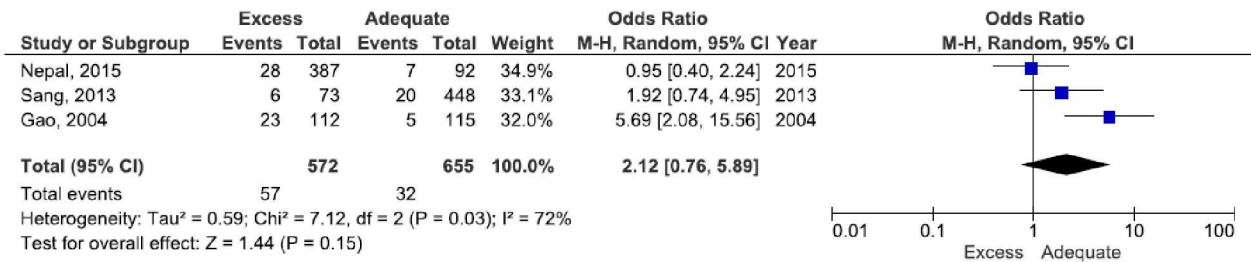 Excess Adequate Odds Ratio Odds Ratio
Study or Subgroup Events Total Events Total Weight M-H, Random, 95% CI Year M-H, Random, 95% CI
Nepal, 2015 28 387 7 92 34.9% 0.95 [0.40, 2.24] 2015
Sang, 2013 6 73 20 448 33.1% 1.92 [0.74, 4.95] 2013
Gao, 2004 23 112 5 115 32.0% 5.69 [2.08, 15.56] 2004
Total (95% CI) 572 655 100.0% 2.12 [0.76, 5.89]
Total events 57 32
Heterogeneity: Tau² = 0.59; Chi² = 7.12, df = 2 (P = 0.03); I² = 72%
Test for overall effect: Z = 1.44 (P = 0.15)
0.01 0.1 1 10 100
Excess Adequate